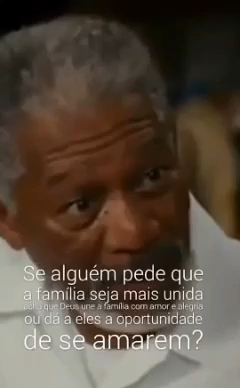 Se alguém pede que
a família seja mais unida
acha que Deus une a família com amor e alegria
ou dá a eles a oportunidade
de se amarem?